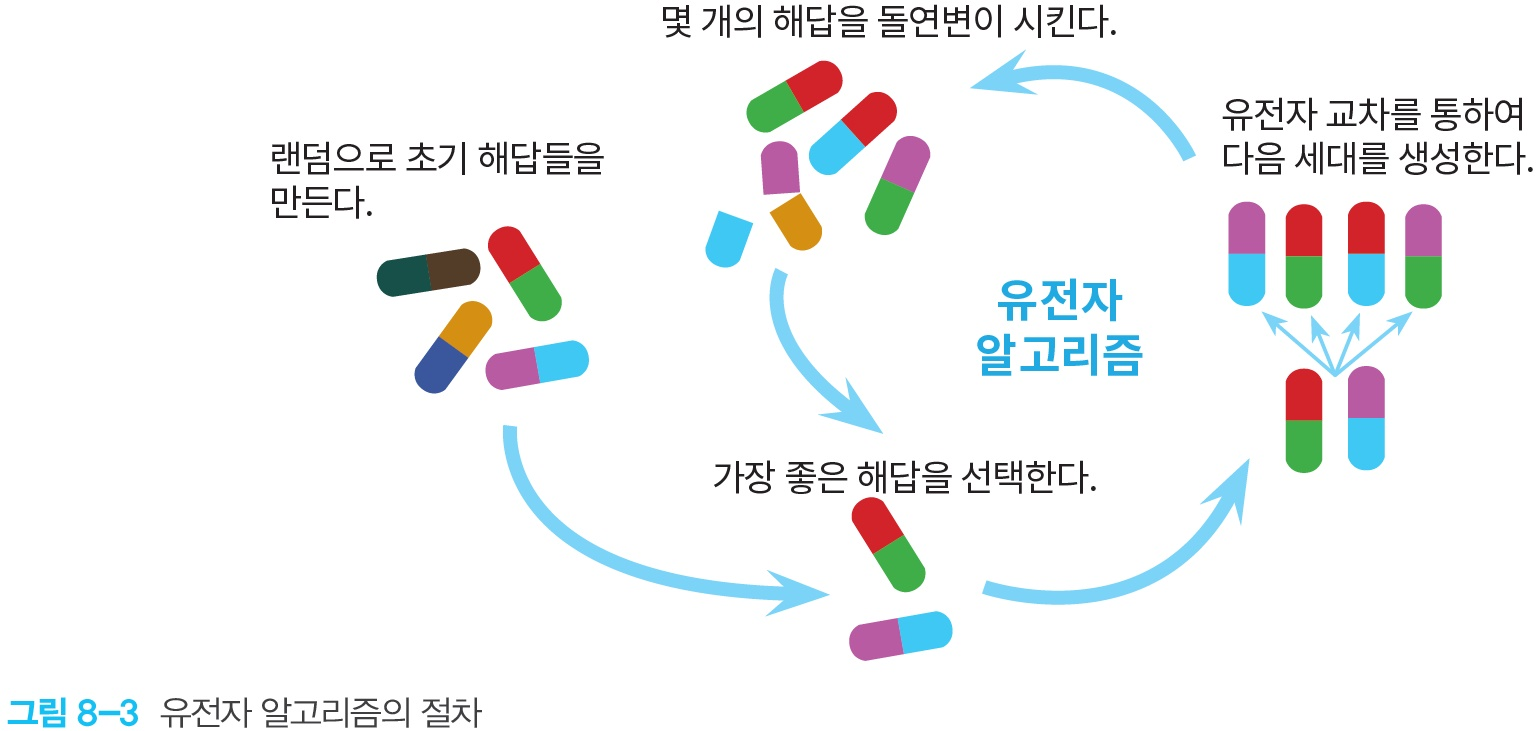 몇 개의 해답을 돌연변이 시킨다.
유전자 교차를 통하여
다음 세대를 생성한다.
랜덤으로 초기 해답들을
만든다.
유전자
알고리즘
가장 좋은 해답을 선택한다.
그림 8-3 유전자 알고리즘의 절차